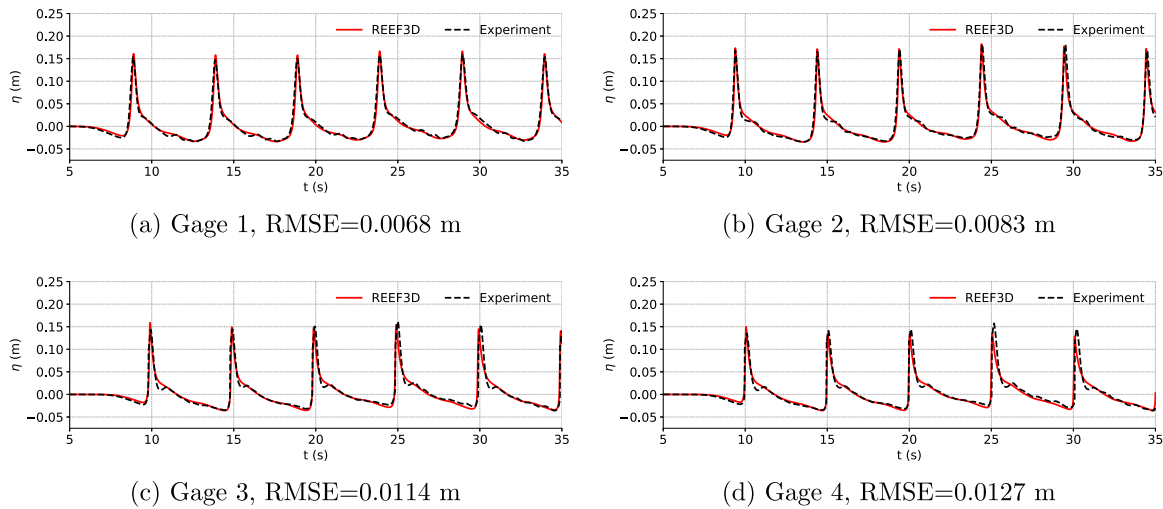 REEF3D Experiment
0.25
0.20
0.15
0.10
0.05
0.00
−0.05
η (m)
5 10 15 20 25 30 35
t (s)
(a) Gage 1, RMSE=0.0068 m
REEF3D Experiment
0.25
0.20
0.15
0.10
0.05
0.00
−0.05
η (m)
5 10 15 20 25 30 35
t (s)
(b) Gage 2, RMSE=0.0083 m
REEF3D Experiment
0.25
0.20
0.15
0.10
0.05
0.00
−0.05
η (m)
5 10 15 20 25 30 35
t (s)
(c) Gage 3, RMSE=0.0114 m
REEF3D Experiment
0.25
0.20
0.15
0.10
0.05
0.00
−0.05
η (m)
5 10 15 20 25 30 35
t (s)
(d) Gage 4, RMSE=0.0127 m